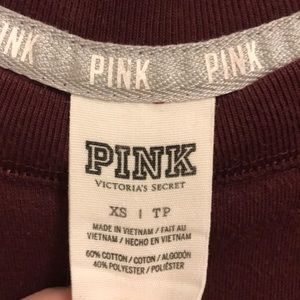 INK PINK PINK
PINK
VICTORIA'S SECRET
XS | TP
MADE IN VIETNAM / FAIT AU
VIETNAM / HECHO EN VIETNAM
60% COTTON / COTON / ALGODÓN
40% POLYESTER / POLIÉSTER